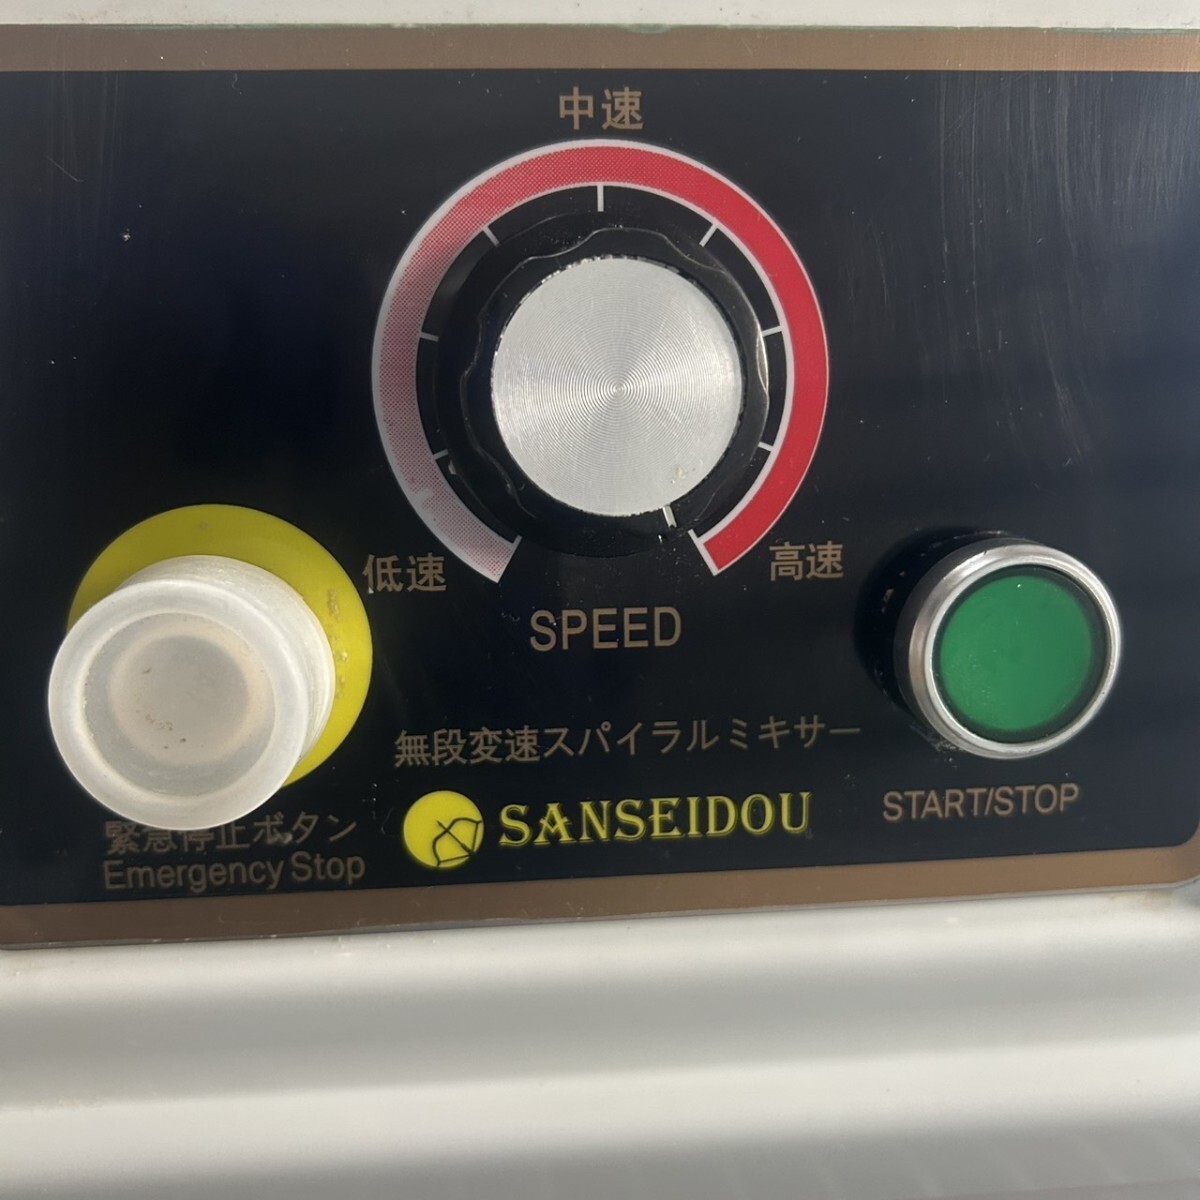 中速
低速
高速
SPEED
無段変速スパイラルミキサー
SANSEIDOU
START/STOP
緊急停止ボタン
Emergency Stop